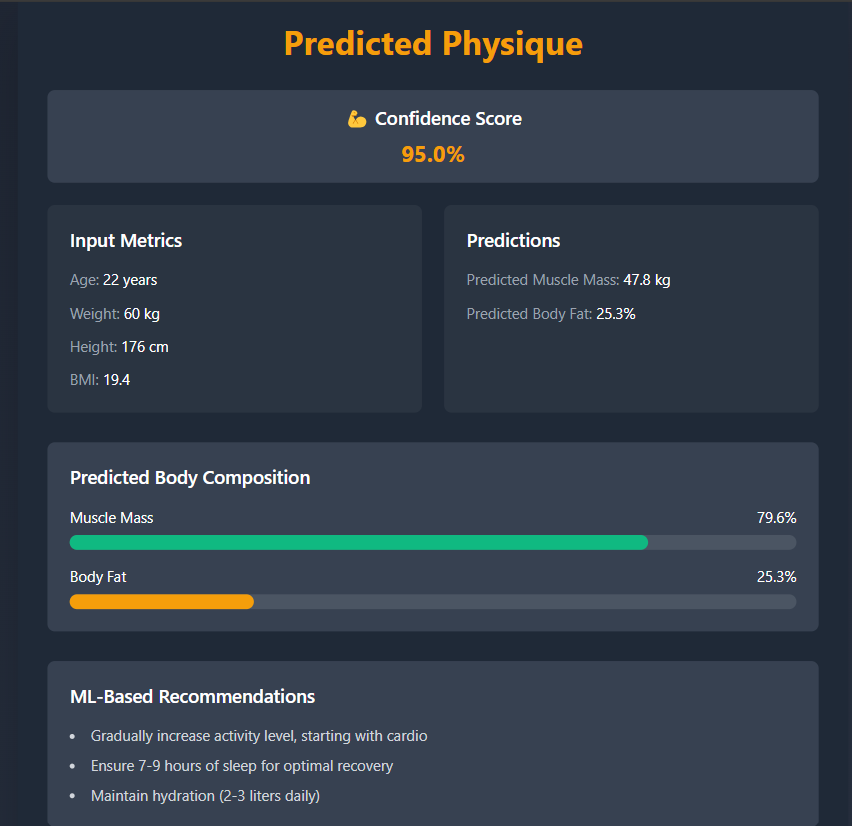 Predicted Physique
💪 Confidence Score
95.0%
Input Metrics
Age: 22 years
Weight: 60 kg
Height: 176 cm
BMI: 19.4
Predictions
Predicted Muscle Mass: 47.8 kg
Predicted Body Fat: 25.3%
Predicted Body Composition
Muscle Mass 79.6%
Body Fat 25.3%
ML-Based Recommendations
• Gradually increase activity level, starting with cardio
• Ensure 7-9 hours of sleep for optimal recovery
• Maintain hydration (2-3 liters daily)